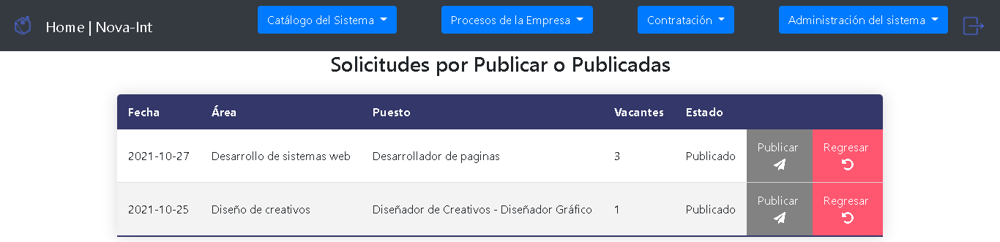 Home | Nova-Int
Catálogo del Sistema
Procesos de la Empresa
Contratación
Administración del sistema
Solicitudes por Publicar o Publicadas
Fecha Área Puesto Vacantes Estado
2021-10-27 Desarrollo de sistemas web Desarrollador de paginas 3 Publicado Publicar Regresar
2021-10-25 Diseño de creativos Diseñador de Creativos - Diseñador Gráfico 1 Publicado Publicar Regresar